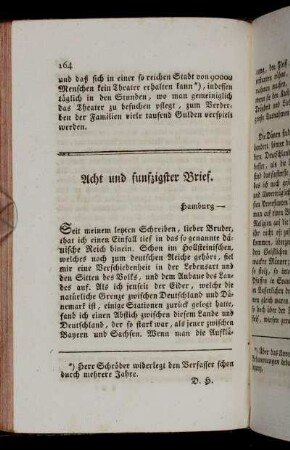 164
und daß sich in einer so reichen Stadt von 90000
Menschen kein Theater erhalten kann*), indessen
täglich in den Stunden, wo man gemeiniglich
das Theater zu besuchen pflegt, zum Verder-
ben der Familien viele tausend Gulden verspielt
werden.
Acht und funfzigster Brief.
Hamburg —
Seit meinem letzten Schreiben, lieber Bruder,
that ich einen Einfall tief in das sogenannte dä-
nische Reich hinein. Schon im Hollsteinischen,
welches noch zum deutschen Reiche gehört, fiel
mir eine Verschiedenheit in der Lebensart und
den Sitten des Volks, und dem Anbaue des Lan-
des auf. Als ich jenseit der Eider, welche die
natürliche Grenze zwischen Deutschland und Dä-
nemark ist, einige Stationen zurück gelegt hatte,
fand ich einen Abstich zwischen diesem Lande und
Deutschland, der so stark war, als jener zwischen
Bayern und Sachsen. Wenn man die Aufklä-
*) Herr Schröder widerlegt den Verfasser schon
durch mehrere Jahre.
D. H.